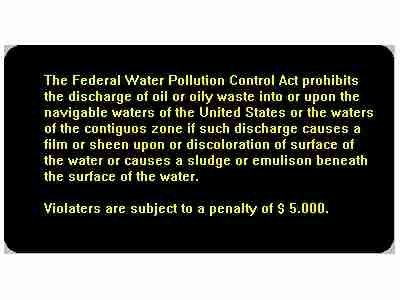 The Federal Water Pollution Control Act prohibits
the discharge of oil or oily waste into or upon the
navigable waters of the United States or the waters
of the contiguos zone if such discharge causes a
film or sheen upon or discoloration of surface of
the water or causes a sludge or emulison beneath
the surface of the water.
Violaters are subject to a penalty of $ 5.000.